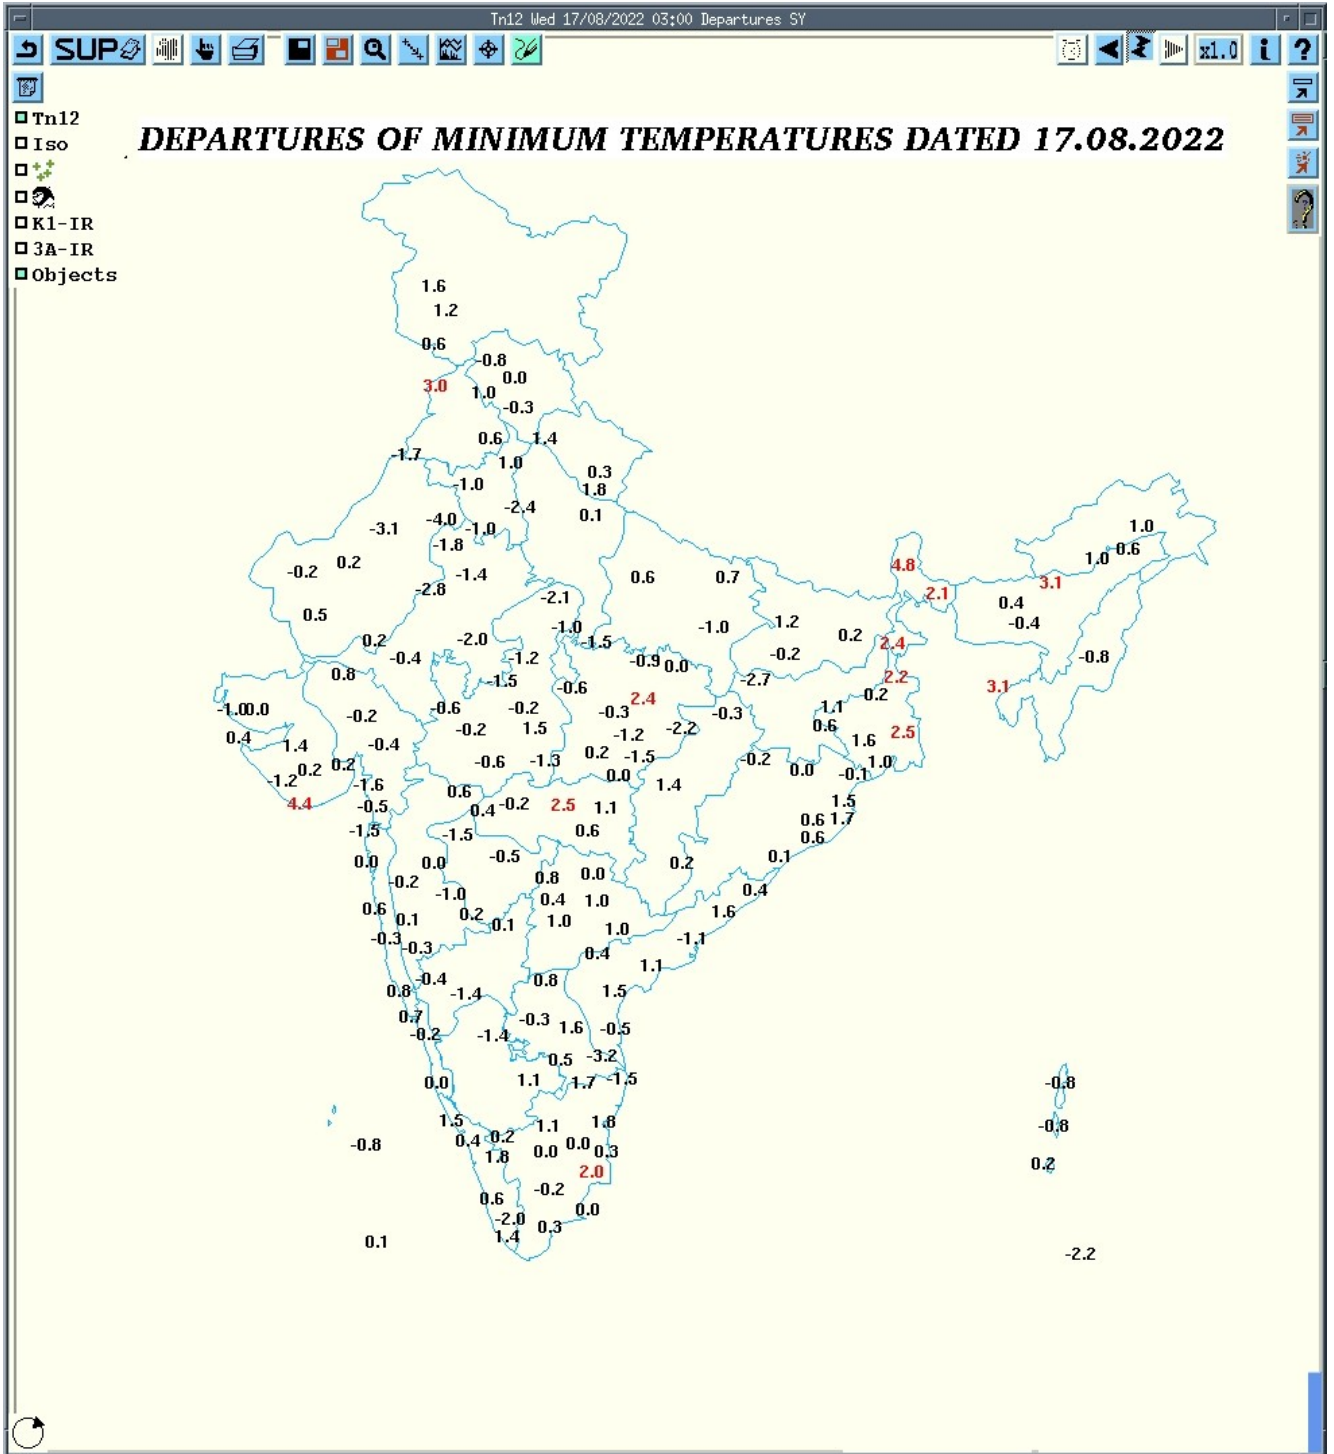 Tn12 Wed 17/08/2022 03:00 Departures SY
SUP x1.0 i ?
Tn12
DEPARTURES OF MINIMUM TEMPERATURES DATED 17.08.2022
Iso
K1-IR
3A-IR
Objects
?
1.6
1.2
0.6
-0.8
0.0
3.0 1.0
-0.3
0.6 1.4
-1.7 1.0
0.3
-1.0 1.8
-2.4
0.1
-3.1 -4.0 -1.0 1.0
-1.8 0.6
-0.2 0.2 4.8 1.0
-1.4 0.6 0.7 3.1
-2.8 -2.1 2.1
0.5 0.4
-1.0 -1.0 1.2 -0.4
0.2 -2.0 -1.5 0.2 2.4
-0.4 -1.2 -0.9 0.0 -0.2 -0.8
0.8 -1.5 -0.6 -2.7 2.2 3.1
2.4 0.2
-1.0 0.0 -0.2 -0.6 -0.2 -0.3 -0.3 1.1
0.4 -0.2 1.5 -1.2 -2.2 0.6 2.5
1.4 -0.4 0.2 -1.5 1.6
0.2 0.2 -0.6 -1.3 -0.2 1.0
-1.2 -1.6 0.0 0.0 -0.1
0.6 1.4
4.4 -0.5 0.4 -0.2 2.5 1.1 1.5
0.6 1.7
-1.5 -1.5 0.6 0.6
0.0 0.0 -0.5 0.2 0.1
-0.2 0.8 0.0
-1.0 0.4 1.0 0.4
0.6 0.1 0.2 0.1 1.0 1.6
1.0
-0.3 -0.3 0.4 -1.1
1.1
-0.4 0.8
0.8 -1.4 1.5
0.7 -0.3
-0.2 -1.4 1.6 -0.5
0.5 -3.2
0.0 1.1 1.7 -1.5 -0.8
1.5 1.1 1.8 -0.8
0.4 0.2 0.0
-0.8 1.8 0.0 0.3
2.0 0.2
0.6 -0.2
-2.0 0.3 0.0
1.4
0.1 -2.2